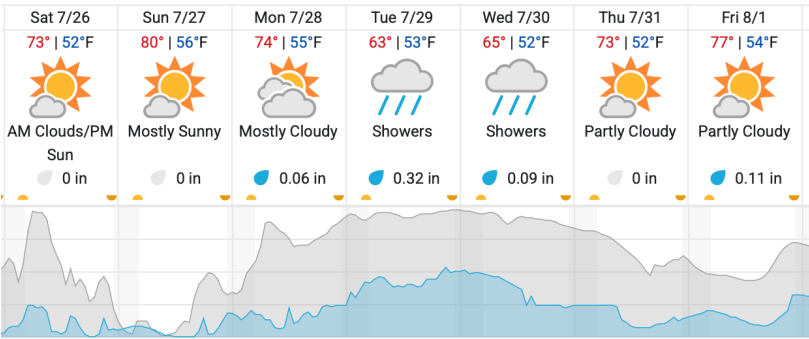 Sat 7/26 Sun 7/27 Mon 7/28 Tue 7/29 Wed 7/30 Thu 7/31 Fri 8/1
73° | 52°F 80° | 56°F 74° | 55°F 63° | 53°F 65° | 52°F 73° | 52°F 77° | 54°F
AM Clouds/PM Mostly Sunny Mostly Cloudy Showers Showers Partly Cloudy Partly Cloudy
Sun
0 in 0 in 0.06 in 0.32 in 0.09 in 0 in 0.11 in